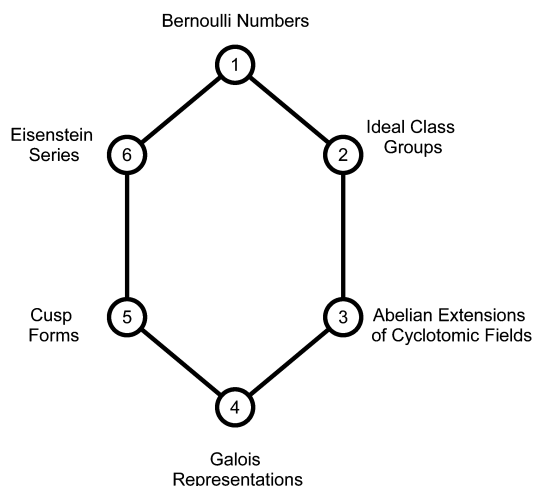 Bernoulli Numbers
1
Eisenstein
Series
6
2
Ideal Class
Groups
Cusp
Forms
5
3
Abelian Extensions
of Cyclotomic Fields
4
Galois
Representations